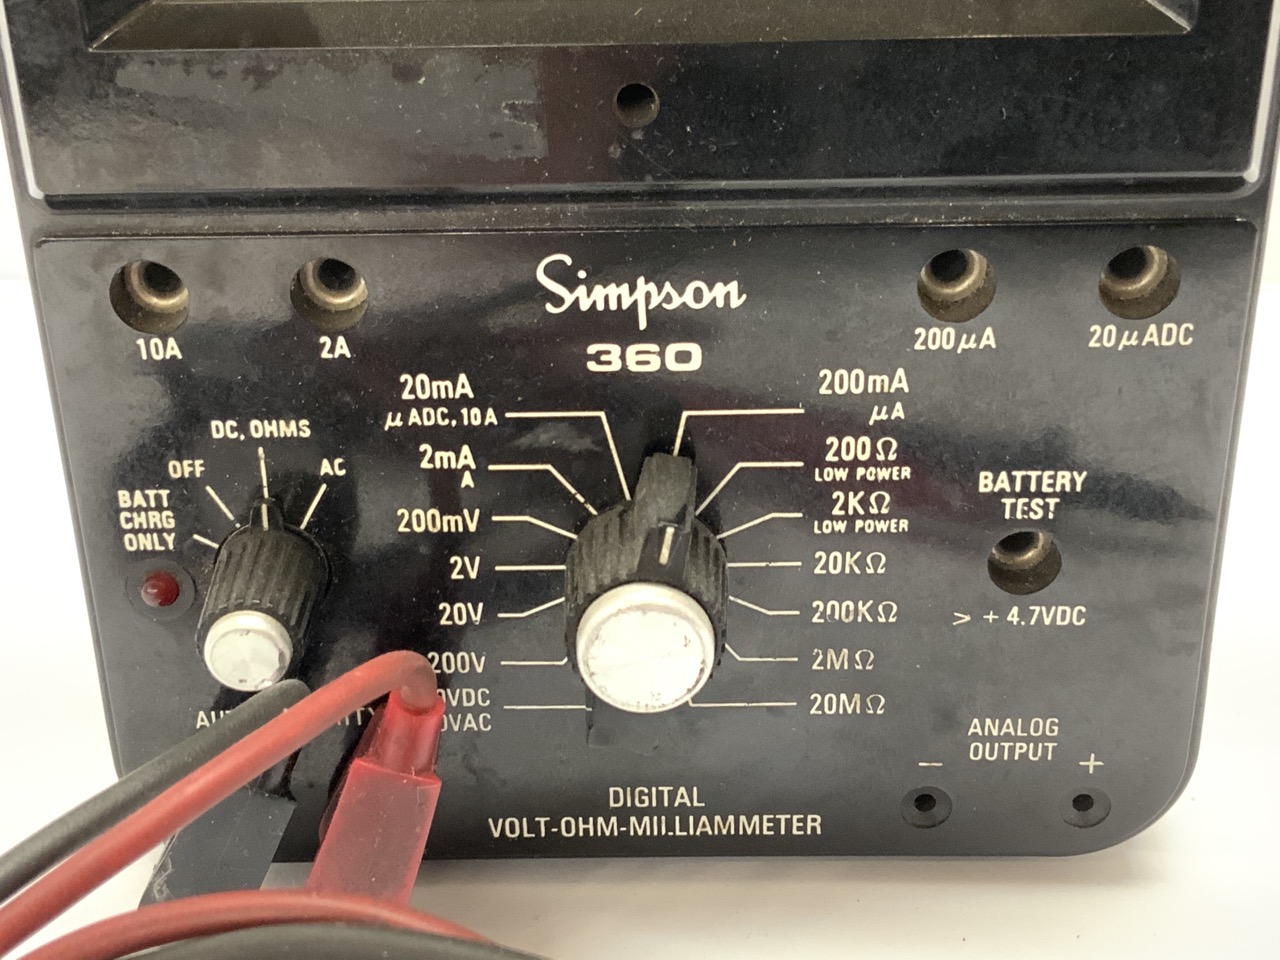 Simpson
360
10A
2A
200μA
20μADC
20mA
μADC, 10A
200mA
μA
DC, OHMS
OFF
AC
BATT
CHRG
ONLY
2mA
A
200mV
2V
20V
200V
VDC
VAC
200Ω
LOW POWER
2KΩ
LOW POWER
20KΩ
200KΩ
2MΩ
20MΩ
BATTERY
TEST
> + 4.7VDC
ANALOG
OUTPUT
− +
DIGITAL
VOLT-OHM-MILLIAMMETER